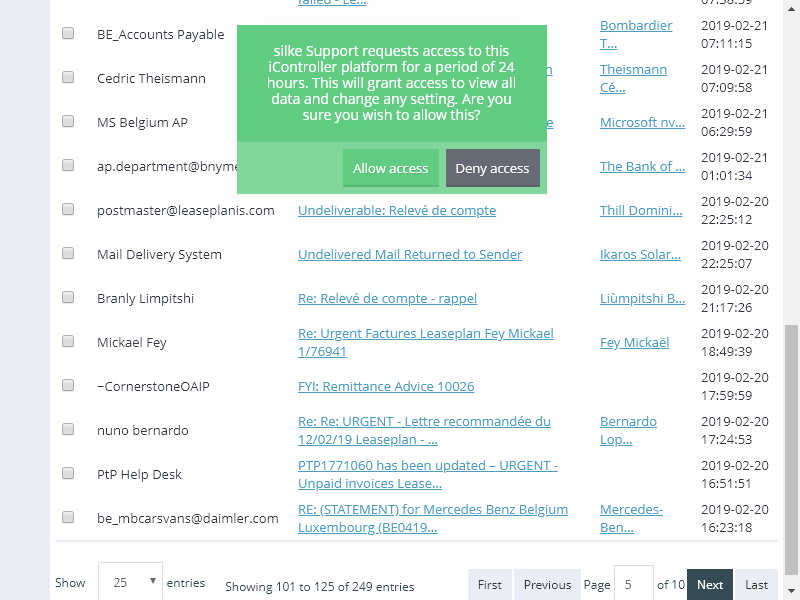 failed - Le...
07:38:59
BE_Accounts Payable
Bombardier T...
2019-02-21 07:11:15
silke Support requests access to this
iController platform for a period of 24
hours. This will grant access to view all
data and change any setting. Are you
sure you wish to allow this?
Allow access
Deny access
Cedric Theismann
Theismann Cé...
2019-02-21 07:09:58
MS Belgium AP
Microsoft nv...
2019-02-21 06:29:59
ap.department@bnyme
The Bank of ...
2019-02-21 01:01:34
postmaster@leaseplanis.com
Undeliverable: Relevé de compte
Thill Domini...
2019-02-20 22:25:12
Mail Delivery System
Undelivered Mail Returned to Sender
Ikaros Solar...
2019-02-20 22:25:07
Branly Limpitshi
Re: Relevé de compte - rappel
Liùmpitshi B...
2019-02-20 21:17:26
Mickael Fey
Re: Urgent Factures Leaseplan Fey Mickael
1/76941
Fey Mickaël
2019-02-20 18:49:39
~CornerstoneOAIP
FYI: Remittance Advice 10026
2019-02-20 17:59:59
nuno bernardo
Re: Re: URGENT - Lettre recommandée du
12/02/19 Leaseplan - ...
Bernardo Lop...
2019-02-20 17:24:53
PtP Help Desk
PTP1771060 has been updated – URGENT -
Unpaid invoices Lease...
2019-02-20 16:51:51
be_mbcarsvans@daimler.com
RE: (STATEMENT) for Mercedes Benz Belgium
Luxembourg (BE0419...
Mercedes-Ben...
2019-02-20 16:23:18
Show 25 entries
Showing 101 to 125 of 249 entries
First Previous Page 5 of 10 Next Last